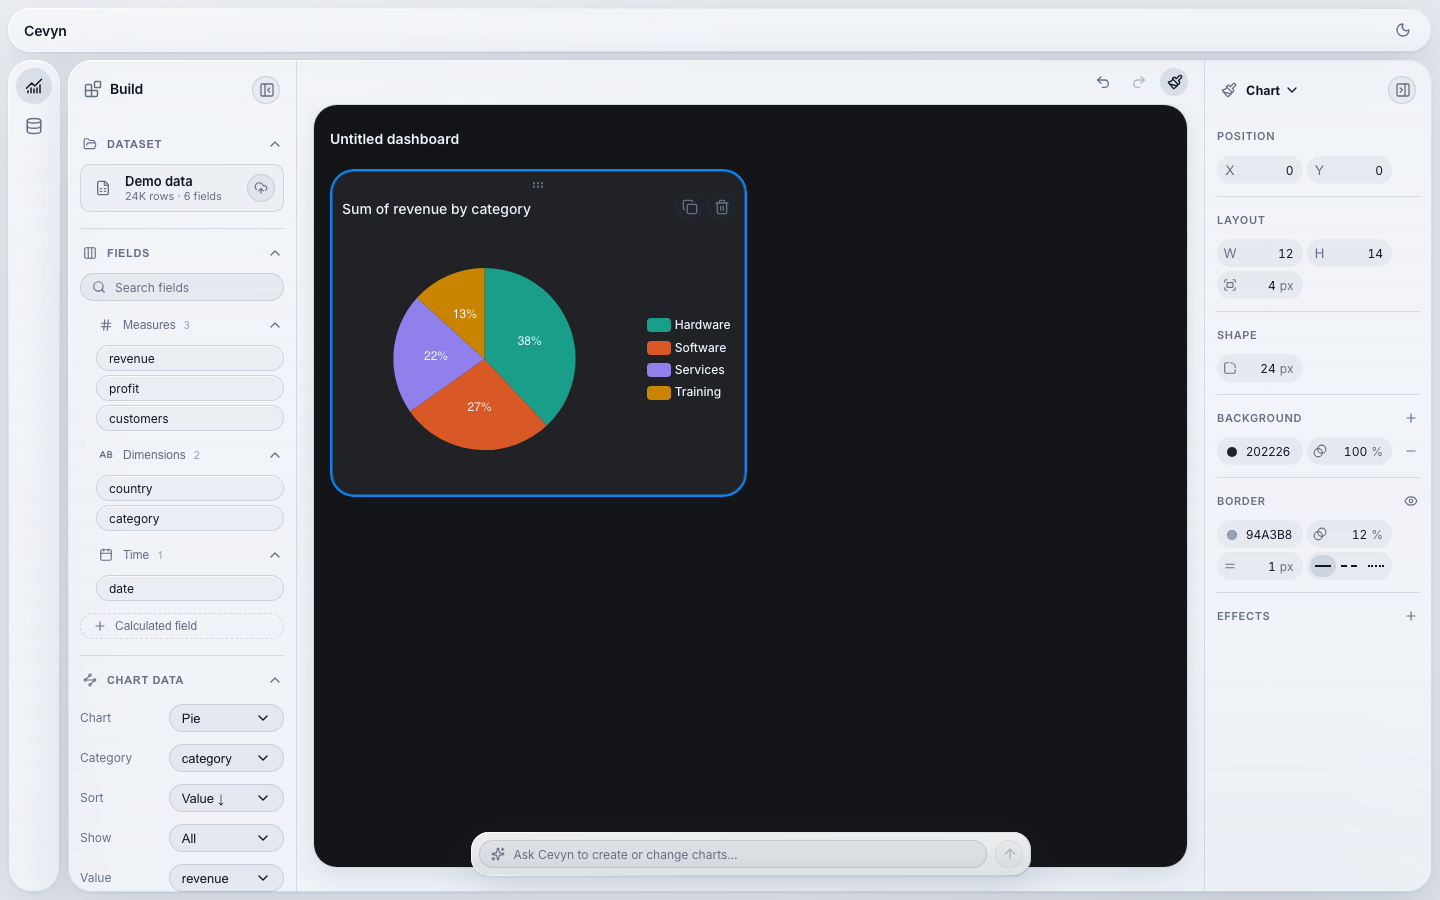 Cevyn
Build
DATASET
Demo data
24K rows · 6 fields
FIELDS
Search fields
Measures 3
revenue
profit
customers
AB Dimensions 2
country
category
Time 1
date
Calculated field
CHART DATA
Chart Pie
Category category
Sort Value ↓
Show All
Value revenue
Untitled dashboard
Sum of revenue by category
13%
38%
22%
27%
Hardware
Software
Services
Training
Ask Cevyn to create or change charts...
Chart
POSITION
X 0 Y 0
LAYOUT
W 12 H 14
4 px
SHAPE
24 px
BACKGROUND
202226 100 %
BORDER
94A3B8 12 %
1 px
EFFECTS